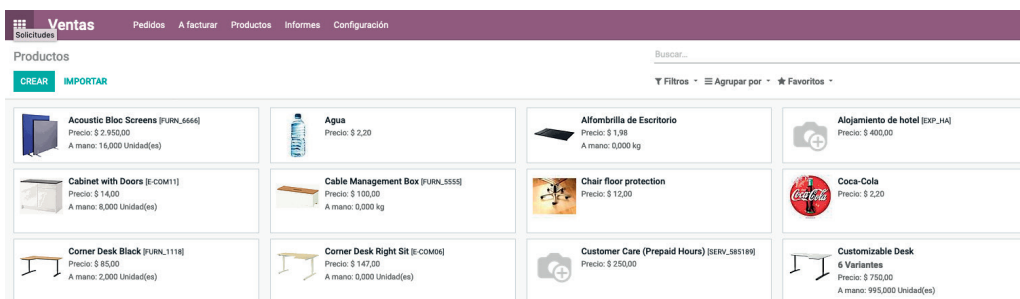 Ventas Pedidos A facturar Productos Informes Configuración
Solicitudes
Productos
Buscar...
CREAR IMPORTAR
Filtros Agrupar por Favoritos
Acoustic Bloc Screens [FURN_6666]
Precio: $ 2.950,00
A mano: 16,000 Unidad(es)
Agua
Precio: $ 2,20
Alfombrilla de Escritorio
Precio: $ 1,98
A mano: 0,000 kg
Alojamiento de hotel [EXP_HA]
Precio: $ 400,00
Cabinet with Doors [E-COM11]
Precio: $ 14,00
A mano: 8,000 Unidad(es)
Cable Management Box [FURN_5555]
Precio: $ 100,00
A mano: 0,000 kg
Chair floor protection
Precio: $ 12,00
Coca-Cola
Coca-Cola
Precio: $ 2,20
Corner Desk Black [FURN_1118]
Precio: $ 85,00
A mano: 2,000 Unidad(es)
Corner Desk Right Sit [E-COM06]
Precio: $ 147,00
A mano: 0,000 Unidad(es)
Customer Care (Prepaid Hours) [SERV_585189]
Precio: $ 250,00
Customizable Desk
6 Variantes
Precio: $ 750,00
A mano: 995,000 Unidad(es)